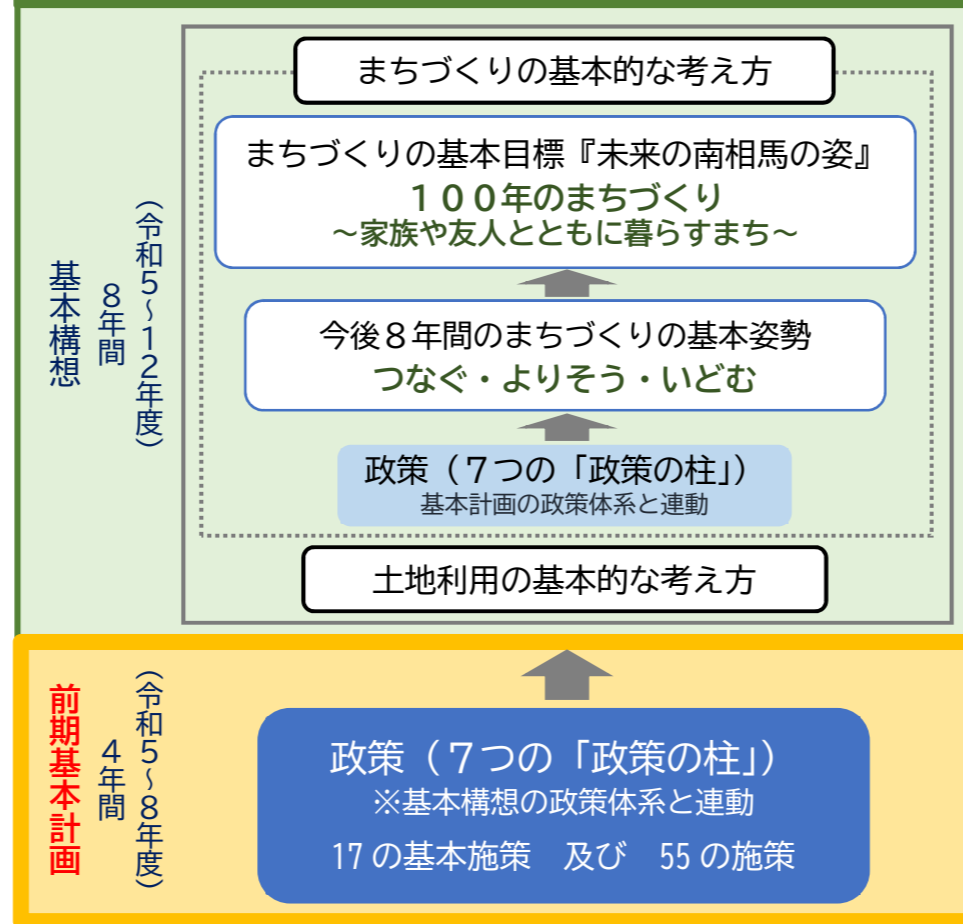 基本構想
8年間
(令和5~12年度)
まちづくりの基本的な考え方
まちづくりの基本目標『未来の南相馬の姿』
100年のまちづくり
~家族や友人とともに暮らすまち~
今後8年間のまちづくりの基本姿勢
つなぐ・よりそう・いどむ
政策(7つの「政策の柱」)
基本計画の政策体系と連動
土地利用の基本的な考え方
前期基本計画
4年間
(令和5~8年度)
政策(7つの「政策の柱」)
※基本構想の政策体系と連動
17の基本施策 及び 55の施策